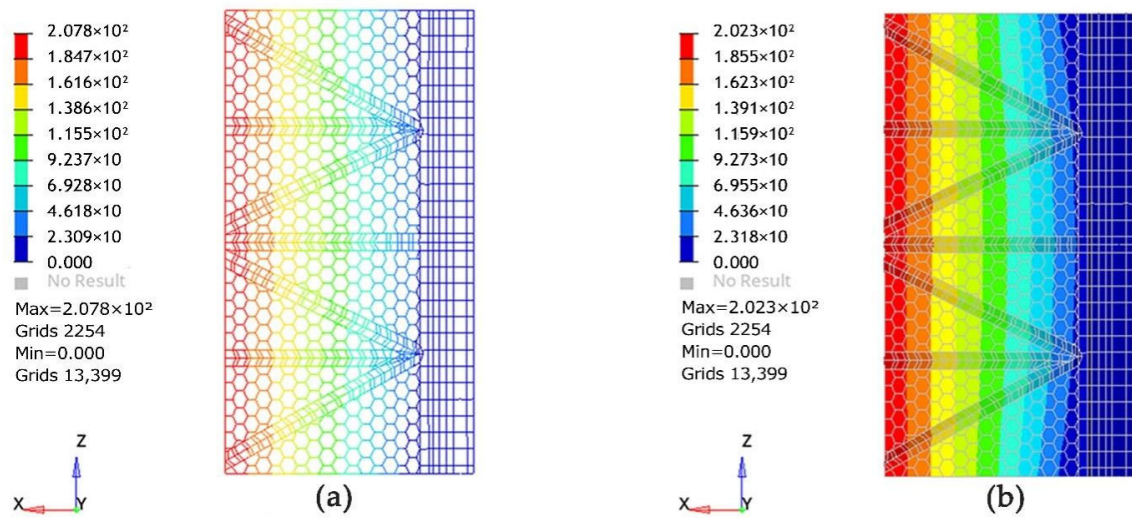 2.078×10²
1.847×10²
1.616×10²
1.386×10²
1.155×10²
9.237×10
6.928×10
4.618×10
2.309×10
0.000
No Result
Max=2.078×10²
Grids 2254
Min=0.000
Grids 13,399
Z
X
Y
(a)
2.023×10²
1.855×10²
1.623×10²
1.391×10²
1.159×10²
9.273×10
6.955×10
4.636×10
2.318×10
0.000
No Result
Max=2.023×10²
Grids 2254
Min=0.000
Grids 13,399
Z
X
Y
(b)